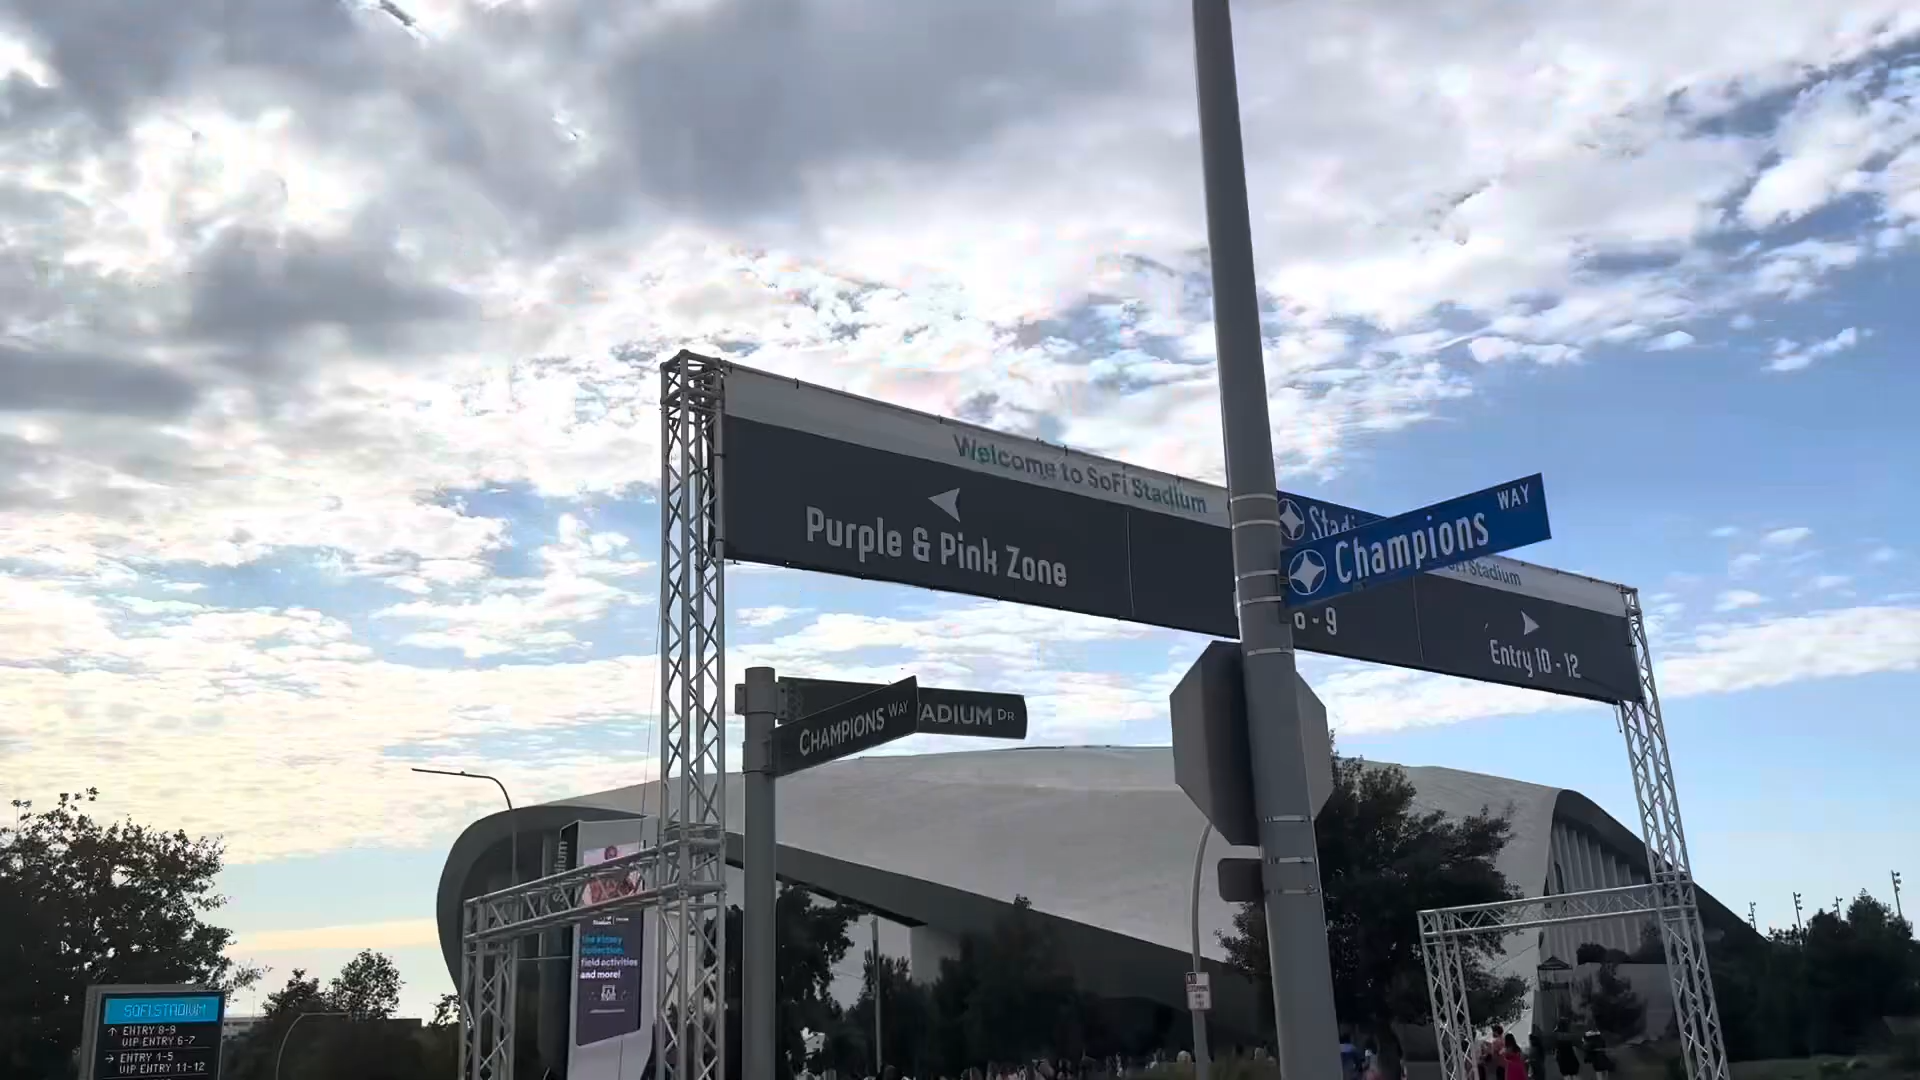 Welcome to SoFi Stadium
Purple & Pink Zone
Champions WAY
Stadi
Stadium
8 - 9
Entry 10 - 12
CHAMPIONS WAY
ADIUM DR
field activities
and more!
SOFI STADIUM
↑ ENTRY 8-9
VIP ENTRY 6-7
→ ENTRY 1-5
VIP ENTRY 11-12